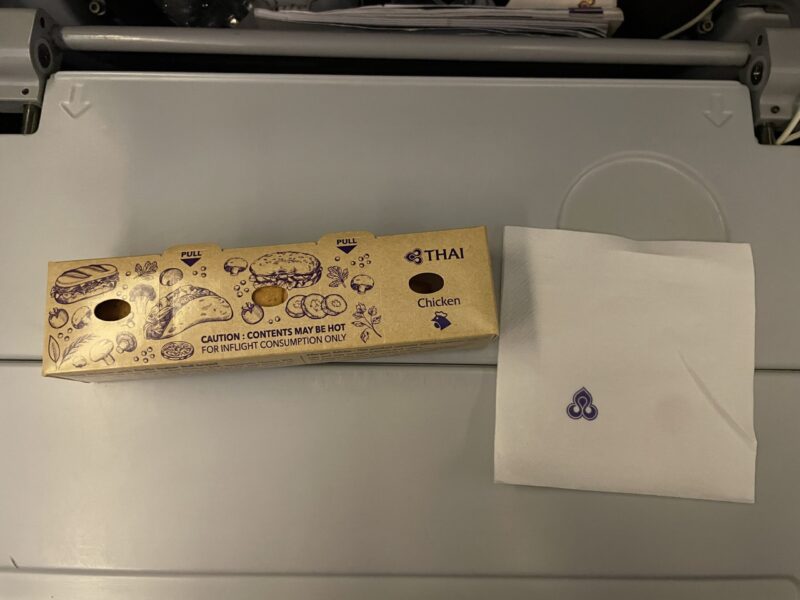 PULL
PULL
THAI
Chicken
CAUTION : CONTENTS MAY BE HOT
FOR INFLIGHT CONSUMPTION ONLY